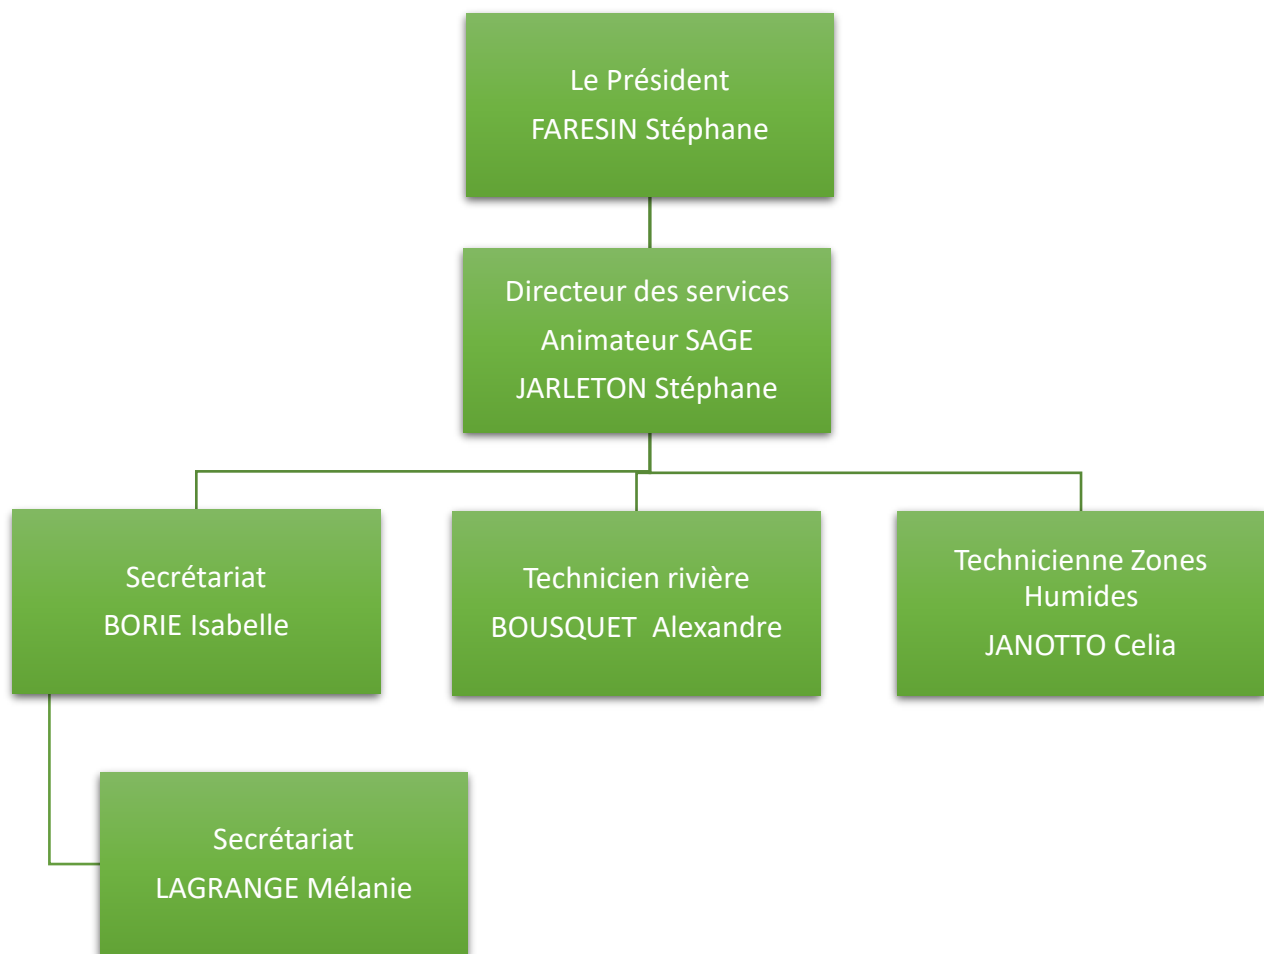 Le Président
FARESIN Stéphane
Directeur des services
Animateur SAGE
JARLETON Stéphane
Secrétariat
BORIE Isabelle
Technicien rivière
BOUSQUET  Alexandre
Technicienne Zones
Humides
JANOTTO Celia
Secrétariat
LAGRANGE Mélanie